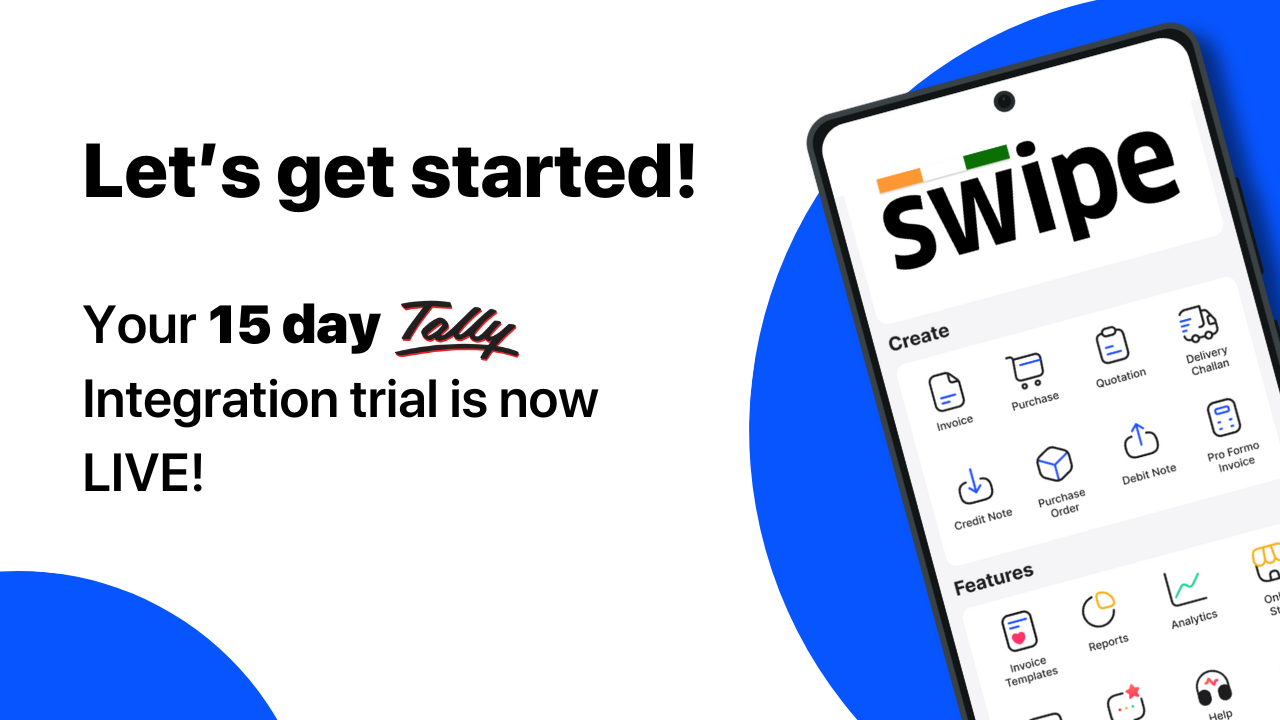 Let's get started!
Your 15 day Tally
Integration trial is now
LIVE!
swipe
Create
Invoice
Purchase
Quotation
Delivery
Challan
Credit Note
Purchase
Order
Debit Note
Pro Formo
Invoice
Features
Invoice
Templates
Reports
Analytics
Help